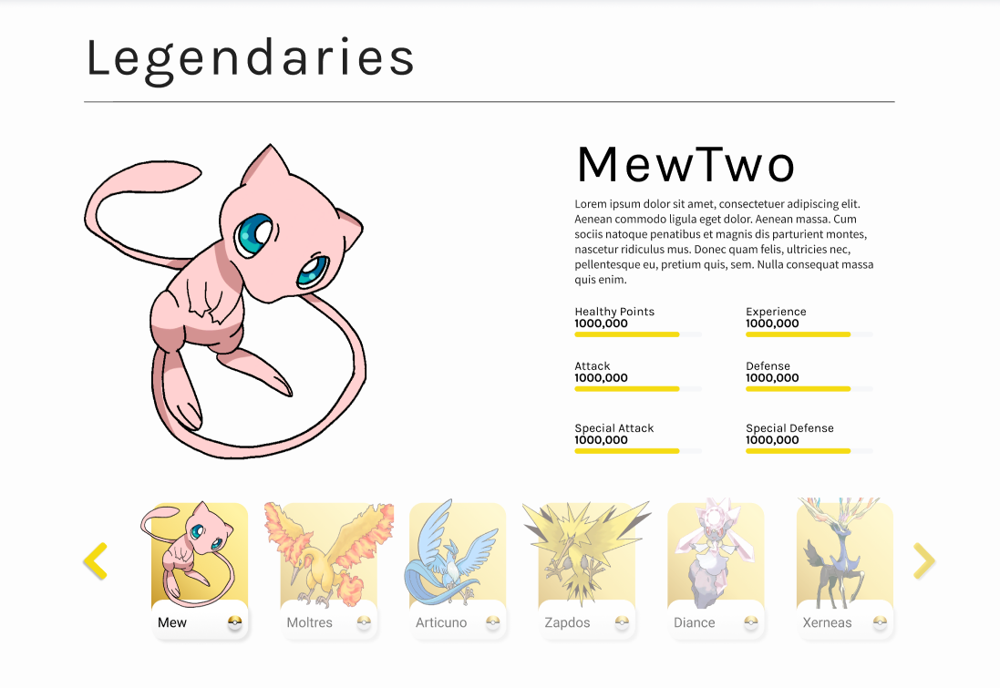 Legendaries
MewTwo
Lorem ipsum dolor sit amet, consectetuer adipiscing elit.
Aenean commodo ligula eget dolor. Aenean massa. Cum
sociis natoque penatibus et magnis dis parturient montes,
nascetur ridiculus mus. Donec quam felis, ultricies nec,
pellentesque eu, pretium quis, sem. Nulla consequat massa
quis enim.
Healthy Points
1000,000
Experience
1000,000
Attack
1000,000
Defense
1000,000
Special Attack
1000,000
Special Defense
1000,000
Mew
Moltres
Articuno
Zapdos
Diance
Xerneas